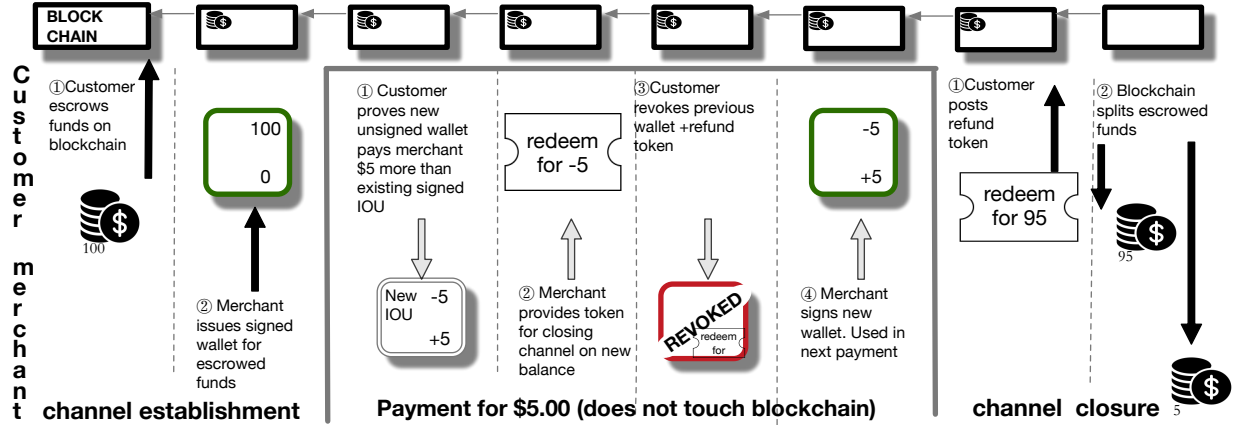 BLOCK
CHAIN
Customer
merchant
①Customer
escrows
funds on
blockchain
100
100
0
② Merchant
issues signed
wallet for
escrowed
funds
channel establishment
① Customer
proves new
unsigned wallet
pays merchant
$5 more than
existing signed
IOU
New -5
IOU
+5
redeem
for -5
② Merchant
provides token
for closing
channel on new
balance
③Customer
revokes previous
wallet +refund
token
REVOKED
redeem
for
-5
+5
④ Merchant
signs new
wallet. Used in
next payment
Payment for $5.00 (does not touch blockchain)
①Customer
posts
refund
token
redeem
for 95
② Blockchain
splits escrowed
funds
95
5
channel closure